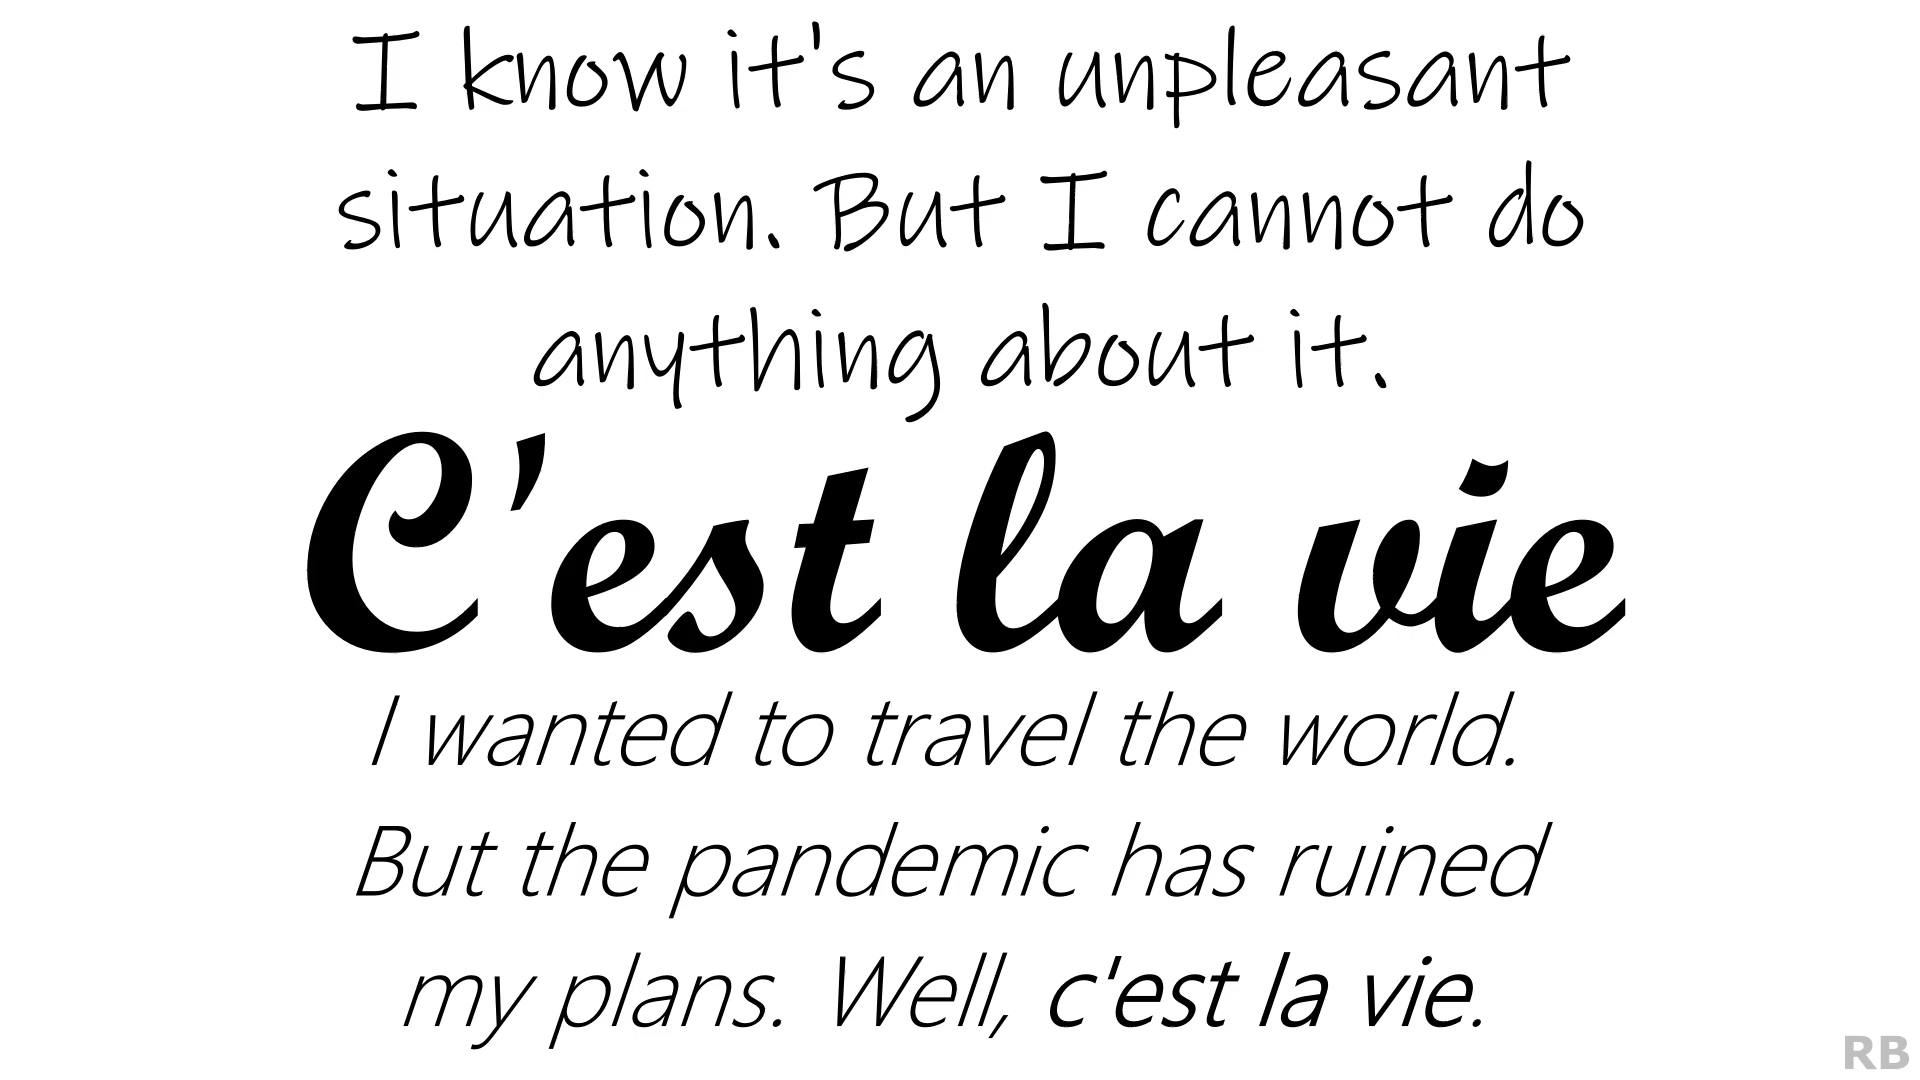 I know it's an unpleasant
situation. But I cannot do
anything about it.
C'est la vie
I wanted to travel the world.
But the pandemic has ruined
my plans. Well, c'est la vie.
RB